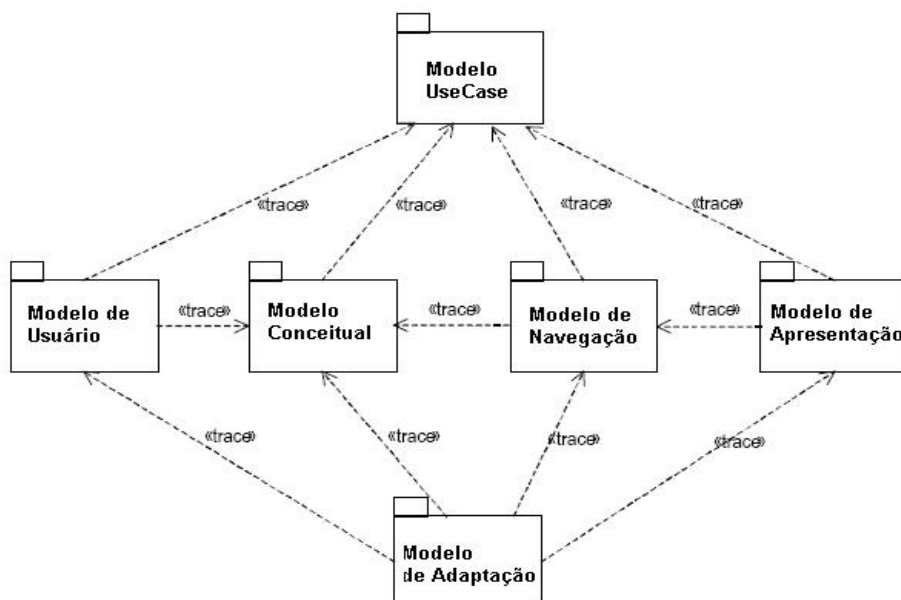 Modelo
UseCase
«trace»
«trace»
«trace»
«trace»
Modelo de
Usuário
«trace»
Modelo
Conceitual
«trace»
Modelo de
Navegação
«trace»
Modelo de
Apresentação
«trace»
«trace»
«trace»
«trace»
Modelo
de Adaptação